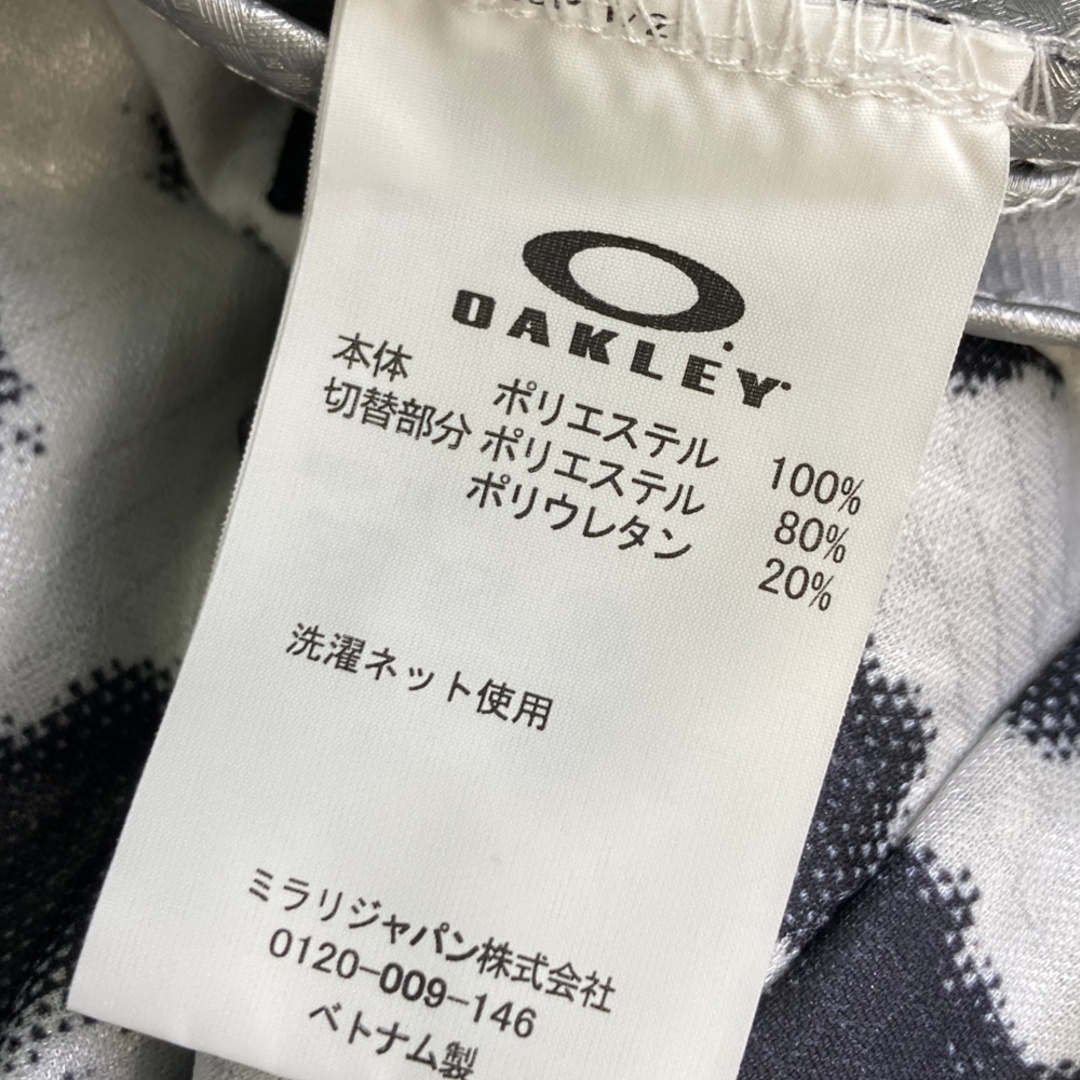 OAKLEY
本体 ポリエステル 100%
切替部分 ポリエステル 80%
ポリウレタン 20%
洗濯ネット使用
ミラリジャパン株式会社
0120-009-146
ベトナム製